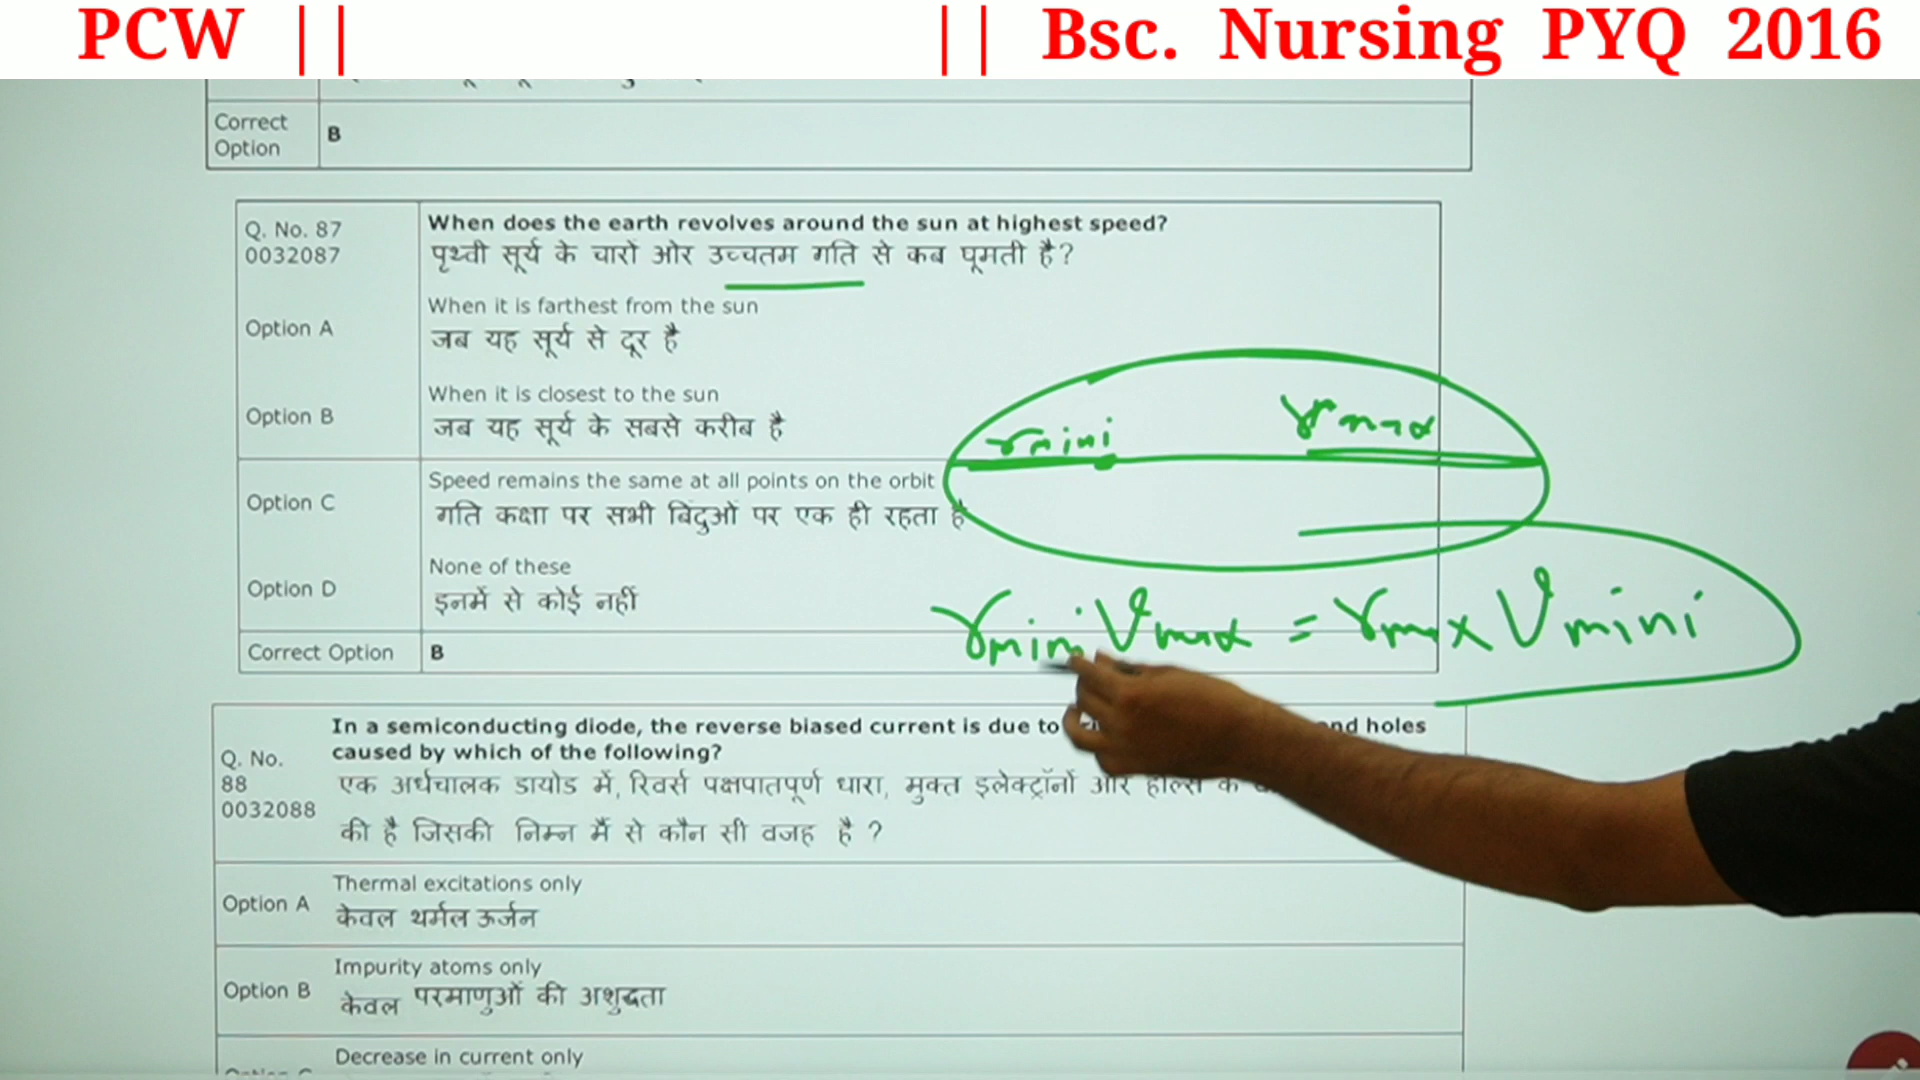 PCW || || Bsc. Nursing PYQ 2016
Correct Option B
Q. No. 87
0032087
When does the earth revolves around the sun at highest speed?
पृथ्वी सूर्य के चारों ओर उच्चतम गति से कब घूमती है?
Option A
When it is farthest from the sun
जब यह सूर्य से दूर है
Option B
When it is closest to the sun
जब यह सूर्य के सबसे करीब है
rmini rmax
Option C
Speed remains the same at all points on the orbit
गति कक्षा पर सभी बिंदुओं पर एक ही रहता है
Option D
None of these
इनमें से कोई नहीं
rmini Vmax = rmax Vmini
Correct Option B
Q. No.
88
0032088
In a semiconducting diode, the reverse biased current is due to nd holes
caused by which of the following?
एक अर्धचालक डायोड में, रिवर्स पक्षपातपूर्ण धारा, मुक्त इलेक्ट्रॉनों और होल्स क
की है जिसकी निम्न मैं से कौन सी वजह है ?
Option A
Thermal excitations only
केवल थर्मल ऊर्जन
Option B
Impurity atoms only
केवल परमाणुओं की अशुद्धता
Decrease in current only